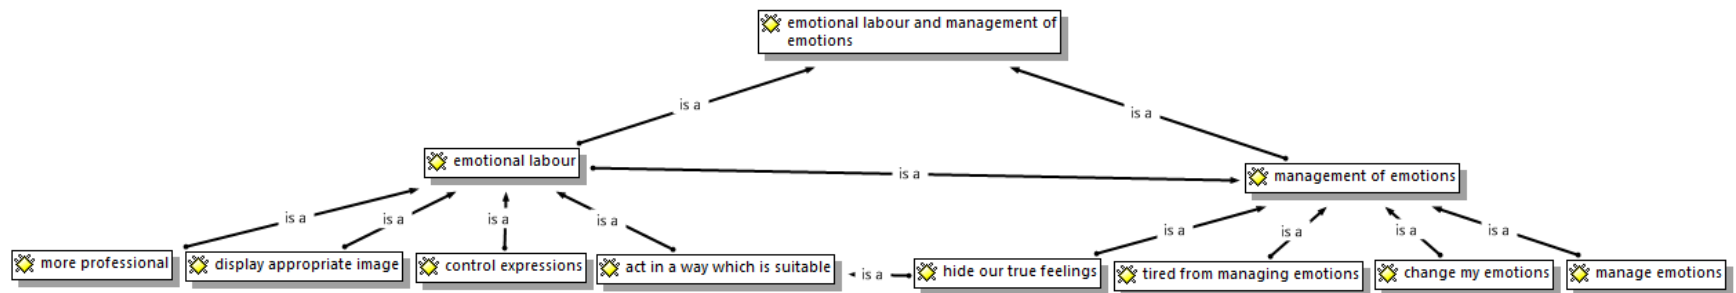 emotional labour and management of
emotions
is a
is a
emotional labour
is a
management of emotions
is a
is a
is a
is a
is a
is a
is a
is a
more professional
display appropriate image
control expressions
act in a way which is suitable
is a
hide our true feelings
tired from managing emotions
change my emotions
manage emotions